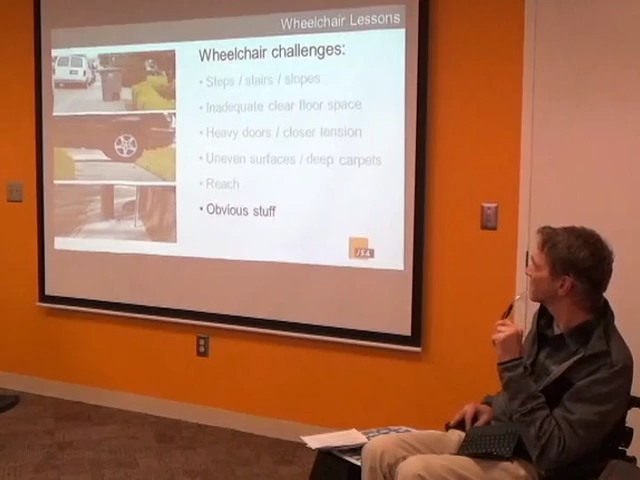 Wheelchair Lessons
Wheelchair challenges:
• Steps / stairs / slopes
• Inadequate clear floor space
• Heavy doors / closer tension
• Uneven surfaces / deep carpets
• Reach
• Obvious stuff
JSA